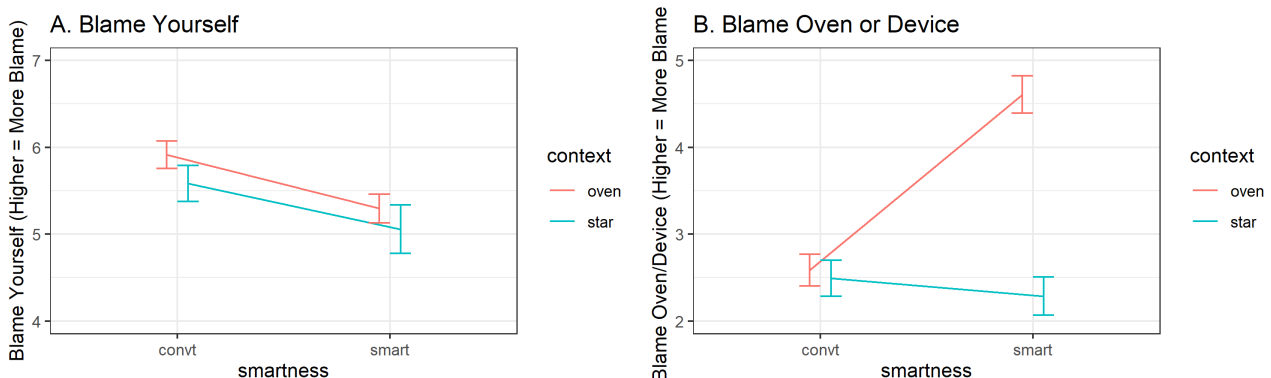 A. Blame Yourself
Blame Yourself (Higher = More Blame)
7
6
5
4
convt
smart
smartness
context
oven
star
B. Blame Oven or Device
Blame Oven/Device (Higher = More Blame
5
4
3
2
convt
smart
smartness
context
oven
star